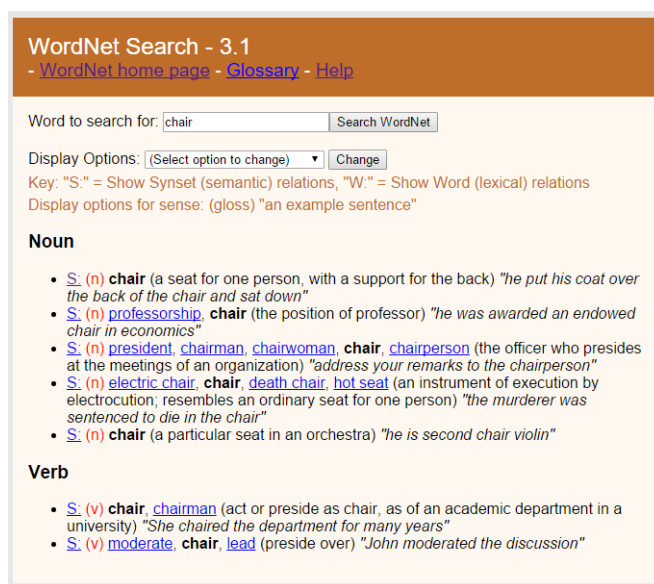 WordNet Search - 3.1
- WordNet home page - Glossary - Help
Word to search for: chair Search WordNet
Display Options: (Select option to change) Change
Key: "S:" = Show Synset (semantic) relations, "W:" = Show Word (lexical) relations
Display options for sense: (gloss) "an example sentence"
Noun
• S: (n) chair (a seat for one person, with a support for the back) "he put his coat over
the back of the chair and sat down"
• S: (n) professorship, chair (the position of professor) "he was awarded an endowed
chair in economics"
• S: (n) president, chairman, chairwoman, chair, chairperson (the officer who presides
at the meetings of an organization) "address your remarks to the chairperson"
• S: (n) electric chair, chair, death chair, hot seat (an instrument of execution by
electrocution; resembles an ordinary seat for one person) "the murderer was
sentenced to die in the chair"
• S: (n) chair (a particular seat in an orchestra) "he is second chair violin"
Verb
• S: (v) chair, chairman (act or preside as chair, as of an academic department in a
university) "She chaired the department for many years"
• S: (v) moderate, chair, lead (preside over) "John moderated the discussion"